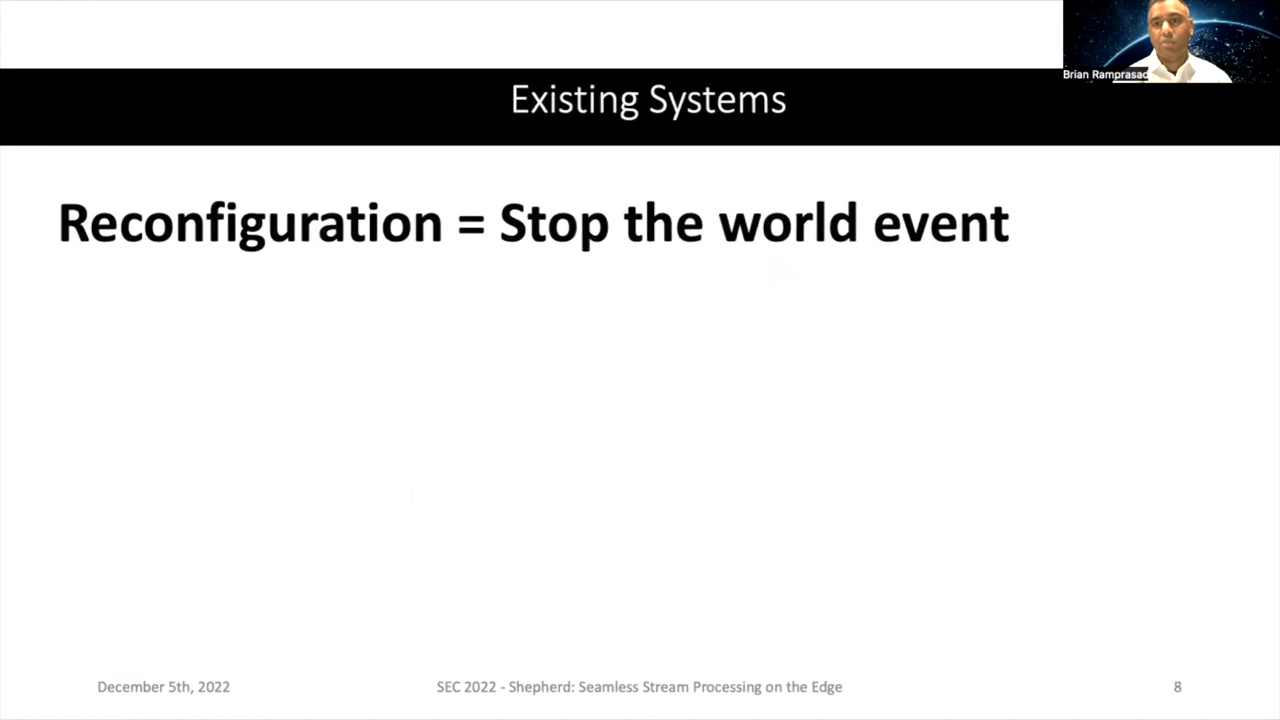 Brian Ramprasad
Existing Systems
Reconfiguration = Stop the world event
December 5th, 2022
SEC 2022 - Shepherd: Seamless Stream Processing on the Edge
8